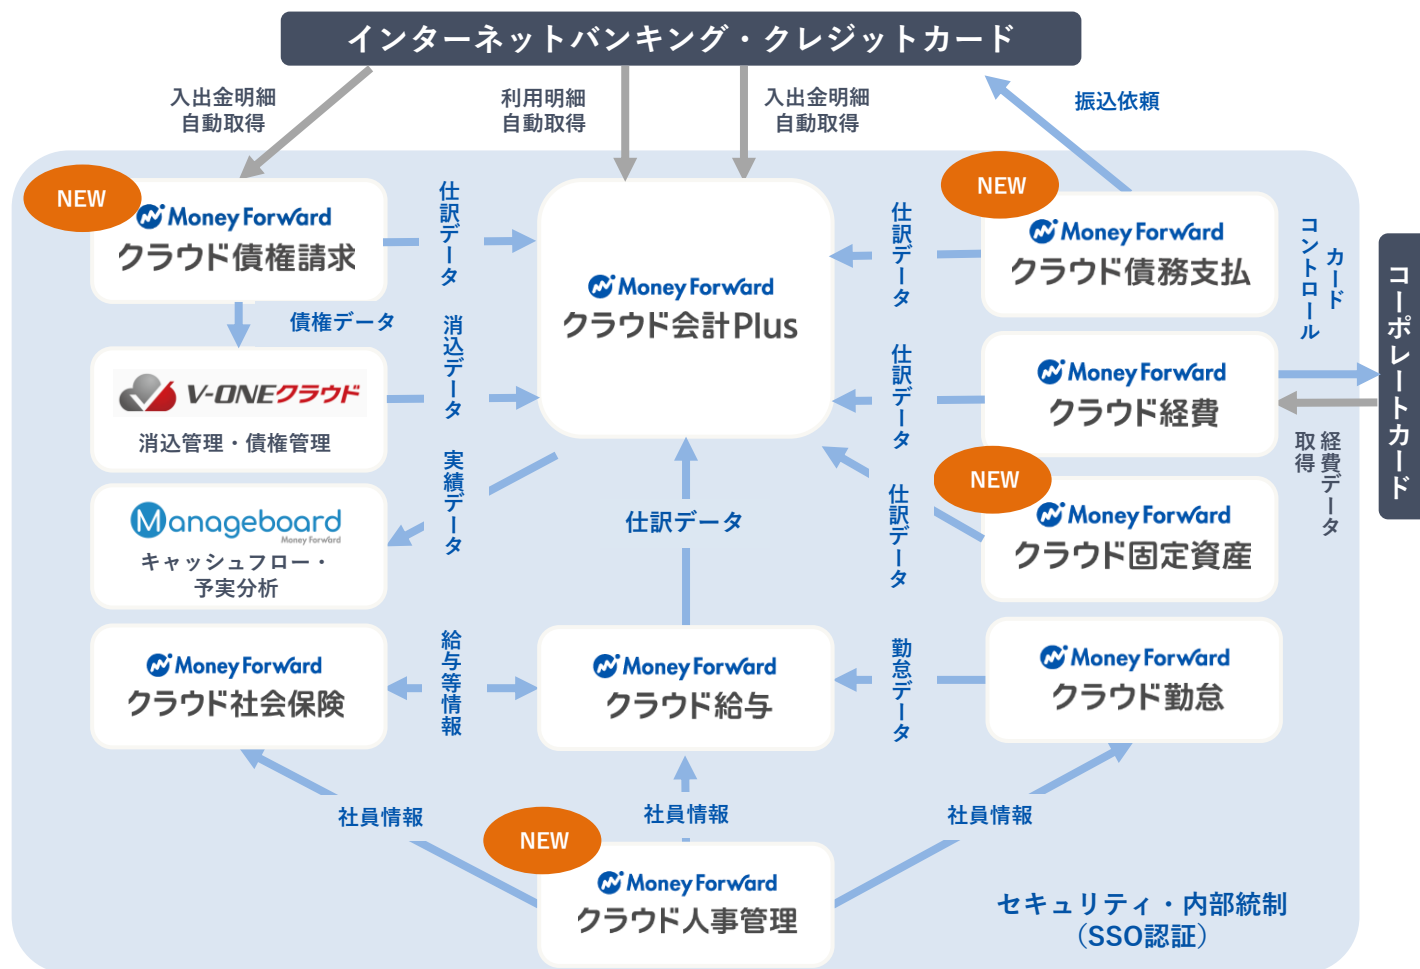 インターネットバンキング・クレジットカード
入出金明細
自動取得
利用明細
自動取得
入出金明細
自動取得
振込依頼
NEW
Money Forward
クラウド債権請求
仕訳データ
Money Forward
クラウド会計Plus
仕訳データ
NEW
Money Forward
クラウド債務支払
カード
コントロール
コーポレートカード
債権データ
V-ONEクラウド
消込管理・債権管理
消込データ
仕訳データ
Money Forward
クラウド経費
経費データ
取得
Manageboard
Money Forward
キャッシュフロー・
予実分析
実績データ
仕訳データ
仕訳データ
NEW
Money Forward
クラウド固定資産
Money Forward
クラウド社会保険
給与等情報
Money Forward
クラウド給与
勤怠データ
Money Forward
クラウド勤怠
社員情報
社員情報
社員情報
NEW
Money Forward
クラウド人事管理
セキュリティ・内部統制
（SSO認証）